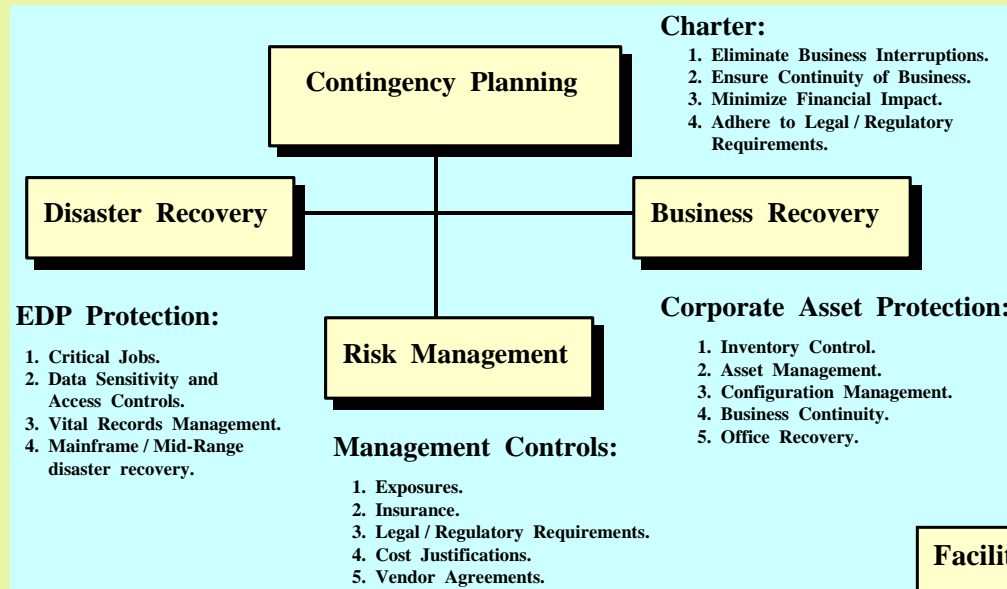 Contingency Planning
Charter:
1. Eliminate Business Interruptions.
2. Ensure Continuity of Business.
3. Minimize Financial Impact.
4. Adhere to Legal / Regulatory
Requirements.
Disaster Recovery
Business Recovery
EDP Protection:
1. Critical Jobs.
2. Data Sensitivity and
Access Controls.
3. Vital Records Management.
4. Mainframe / Mid-Range
disaster recovery.
Risk Management
Management Controls:
1. Exposures.
2. Insurance.
3. Legal / Regulatory Requirements.
4. Cost Justifications.
5. Vendor Agreements.
Corporate Asset Protection:
1. Inventory Control.
2. Asset Management.
3. Configuration Management.
4. Business Continuity.
5. Office Recovery.